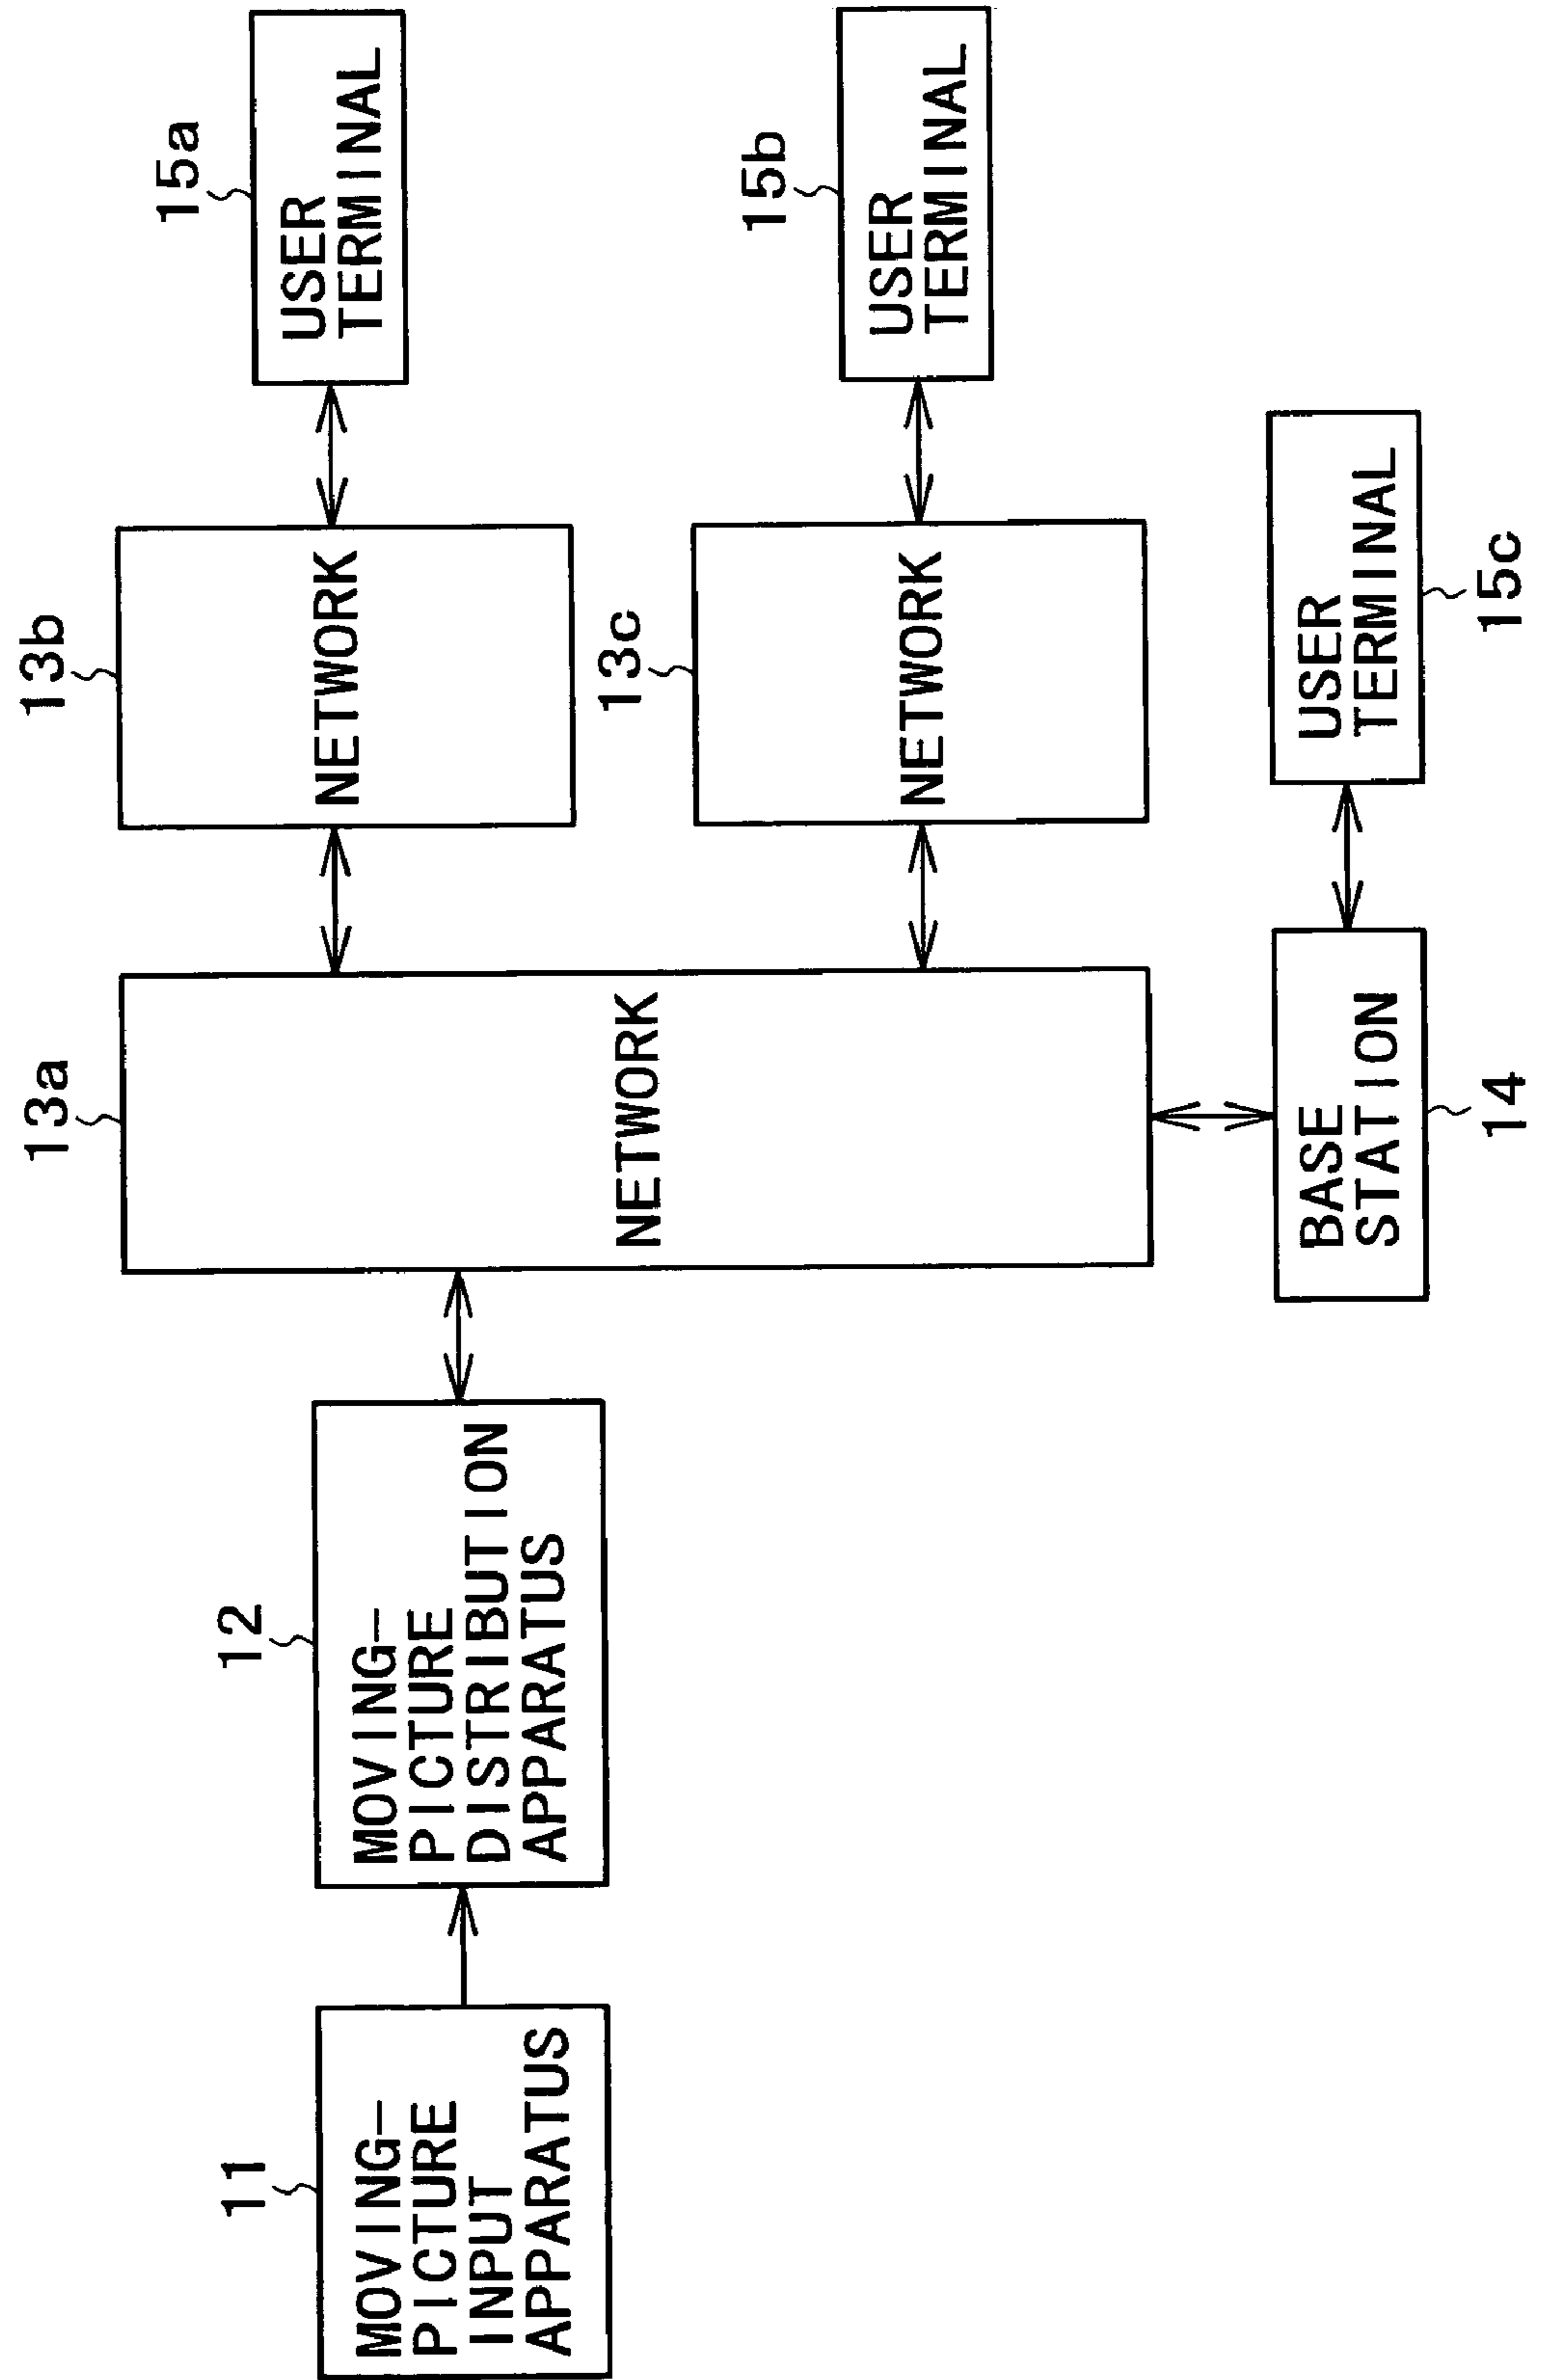 11
MOVING-
PICTURE
INPUT
APPARATUS
12
MOVING-
PICTURE
DISTRIBUTION
APPARATUS
13a
NETWORK
13b
NETWORK
15a
USER
TERMINAL
13c
NETWORK
15b
USER
TERMINAL
BASE
STATION
14
USER
TERMINAL
15c